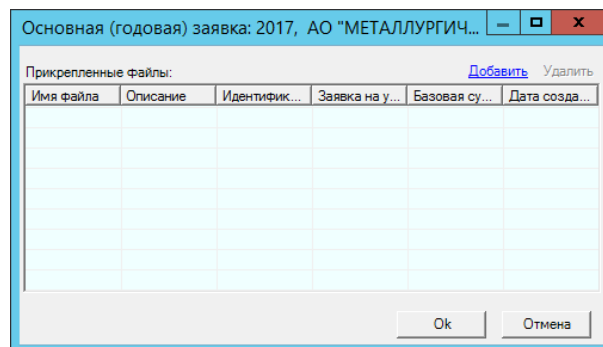 Основная (годовая) заявка: 2017, АО "МЕТАЛЛУРГИЧ...
Прикрепленные файлы: Добавить Удалить
Имя файла Описание Идентифик... Заявка на у... Базовая су... Дата созда...
Ok Отмена